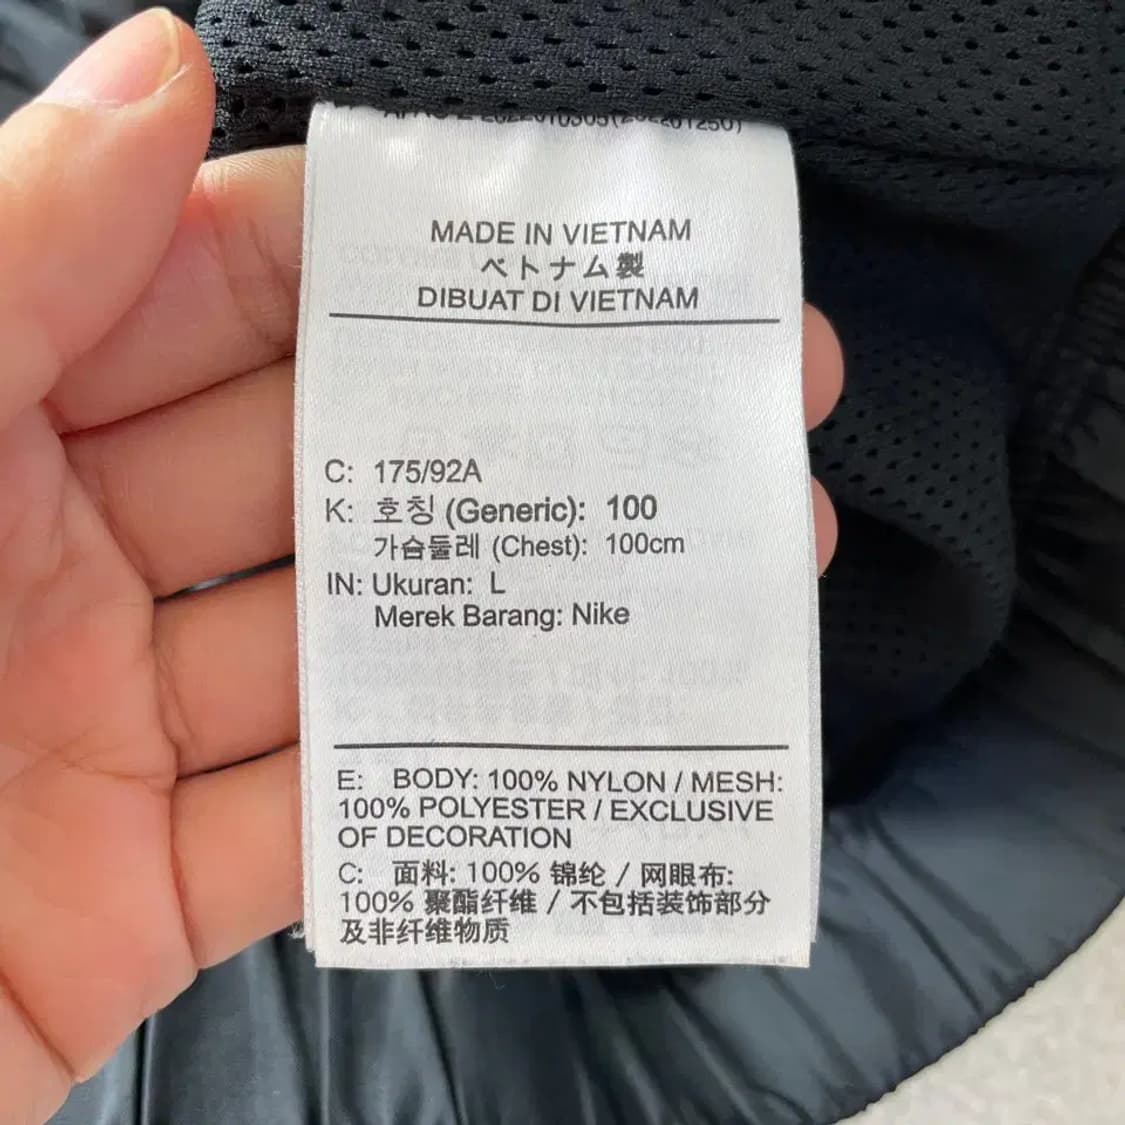 MADE IN VIETNAM
ベトナム製
DIBUAT DI VIETNAM
C: 175/92A
K: 호칭 (Generic): 100
가슴둘레 (Chest): 100cm
IN: Ukuran: L
Merek Barang: Nike
E: BODY: 100% NYLON / MESH:
100% POLYESTER / EXCLUSIVE
OF DECORATION
C: 面料: 100% 锦纶 / 网眼布:
100% 聚酯纤维 / 不包括装饰部分
及非纤维物质